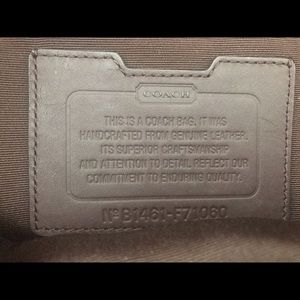 COACH
THIS IS A COACH BAG. IT WAS
HANDCRAFTED FROM GENUINE LEATHER.
ITS SUPERIOR CRAFTSMANSHIP
AND ATTENTION TO DETAIL REFLECT OUR
COMMITMENT TO ENDURING QUALITY.
Nº B1461-F71060